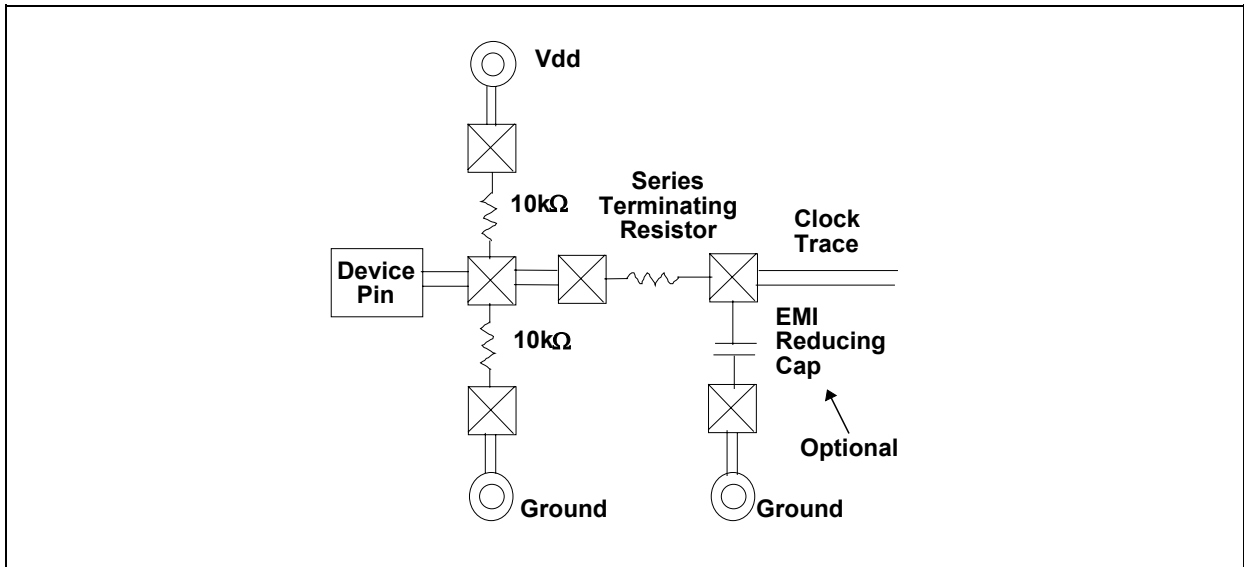 Vdd
10kΩ
Series
Terminating
Resistor
Clock
Trace
Device
Pin
10kΩ
EMI
Reducing
Cap
Optional
Ground
Ground